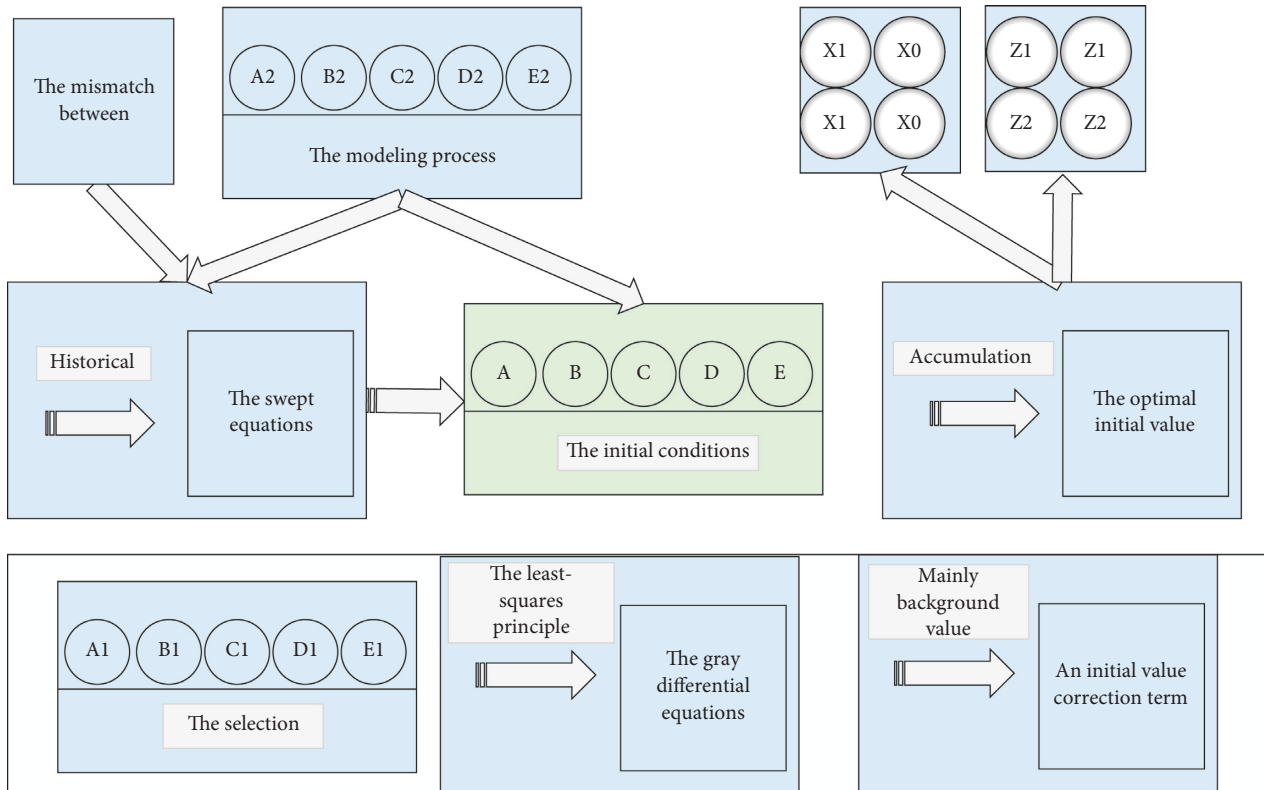 The mismatch
between
A2 B2 C2 D2 E2
The modeling process
X1 X0
X1 X0
Z1 Z1
Z2 Z2
Historical
The swept
equations
A B C D E
The initial conditions
Accumulation
The optimal
initial value
A1 B1 C1 D1 E1
The selection
The least-
squares
principle
The gray
differential
equations
Mainly
background
value
An initial value
correction term